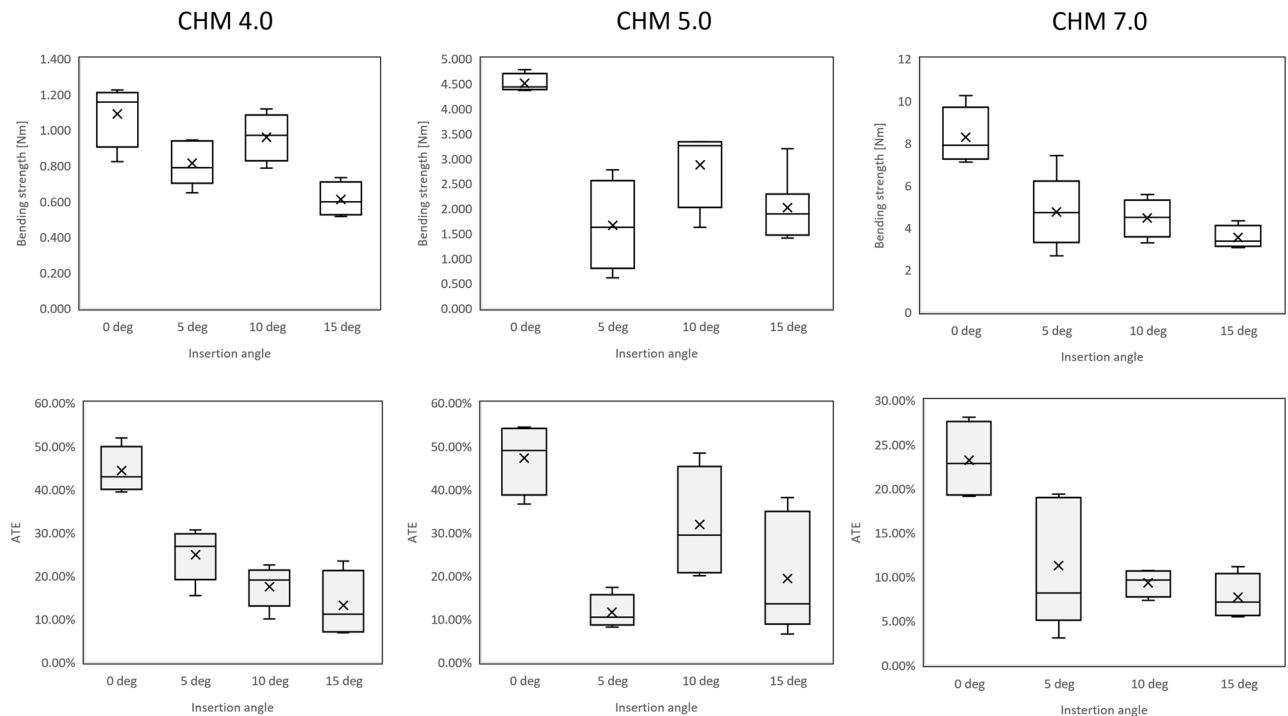 CHM 4.0
CHM 5.0
CHM 7.0
Bending strength [Nm]
1.400
1.200
1.000
0.800
0.600
0.400
0.200
0.000
0 deg 5 deg 10 deg 15 deg
Insertion angle
Bending strength [Nm]
5.000
4.500
4.000
3.500
3.000
2.500
2.000
1.500
1.000
0.500
0.000
0 deg 5 deg 10 deg 15 deg
Insertion angle
Bending strength [Nm]
12
10
8
6
4
2
0
0 deg 5 deg 10 deg 15 deg
Insertion angle
ATE
60.00%
50.00%
40.00%
30.00%
20.00%
10.00%
0.00%
0 deg 5 deg 10 deg 15 deg
Insertion angle
ATE
60.00%
50.00%
40.00%
30.00%
20.00%
10.00%
0.00%
0 deg 5 deg 10 deg 15 deg
Insertion angle
ATE
30.00%
25.00%
20.00%
15.00%
10.00%
5.00%
0.00%
0 deg 5 deg 10 deg 15 deg
Instertion angle